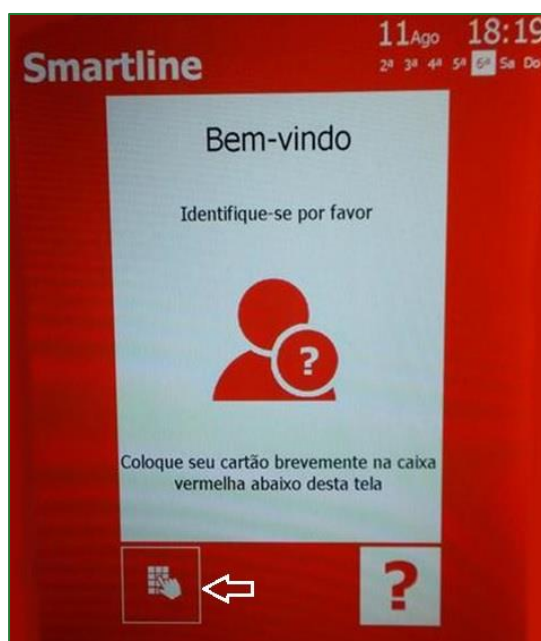 11Ago 18:19
Smartline
2ª 3ª 4ª 5ª 6ª Sa Do
Bem-vindo
Identifique-se por favor
?
Coloque seu cartão brevemente na caixa
vermelha abaixo desta tela
?